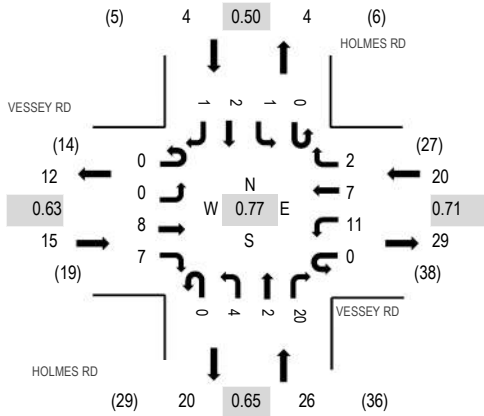 (5) 4 0.50 4 (6)
HOLMES RD
VESSEY RD
1 2 1 0
(14) 0 2 (27)
12 0 7 20
N
0.63 W 0.77 E 0.71
8 11
S
15 7 0 29
(19) (38)
0 4 2 20
VESSEY RD
HOLMES RD
(29) 20 0.65 26 (36)